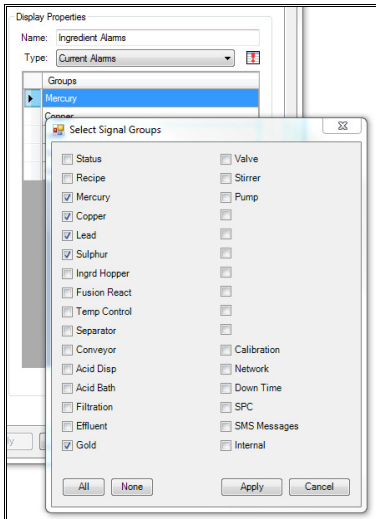 Display Properties
Name: Ingredient Alarms
Type: Current Alarms
Groups
Mercury
Copper
Select Signal Groups
Status Valve
Recipe Stirrer
Mercury Pump
Copper
Lead
Sulphur
Ingrd Hopper
Fusion React
Temp Control
Separator
Conveyor Calibration
Acid Disp Network
Acid Bath Down Time
Filtration SPC
Effluent SMS Messages
Gold Internal
All None Apply Cancel